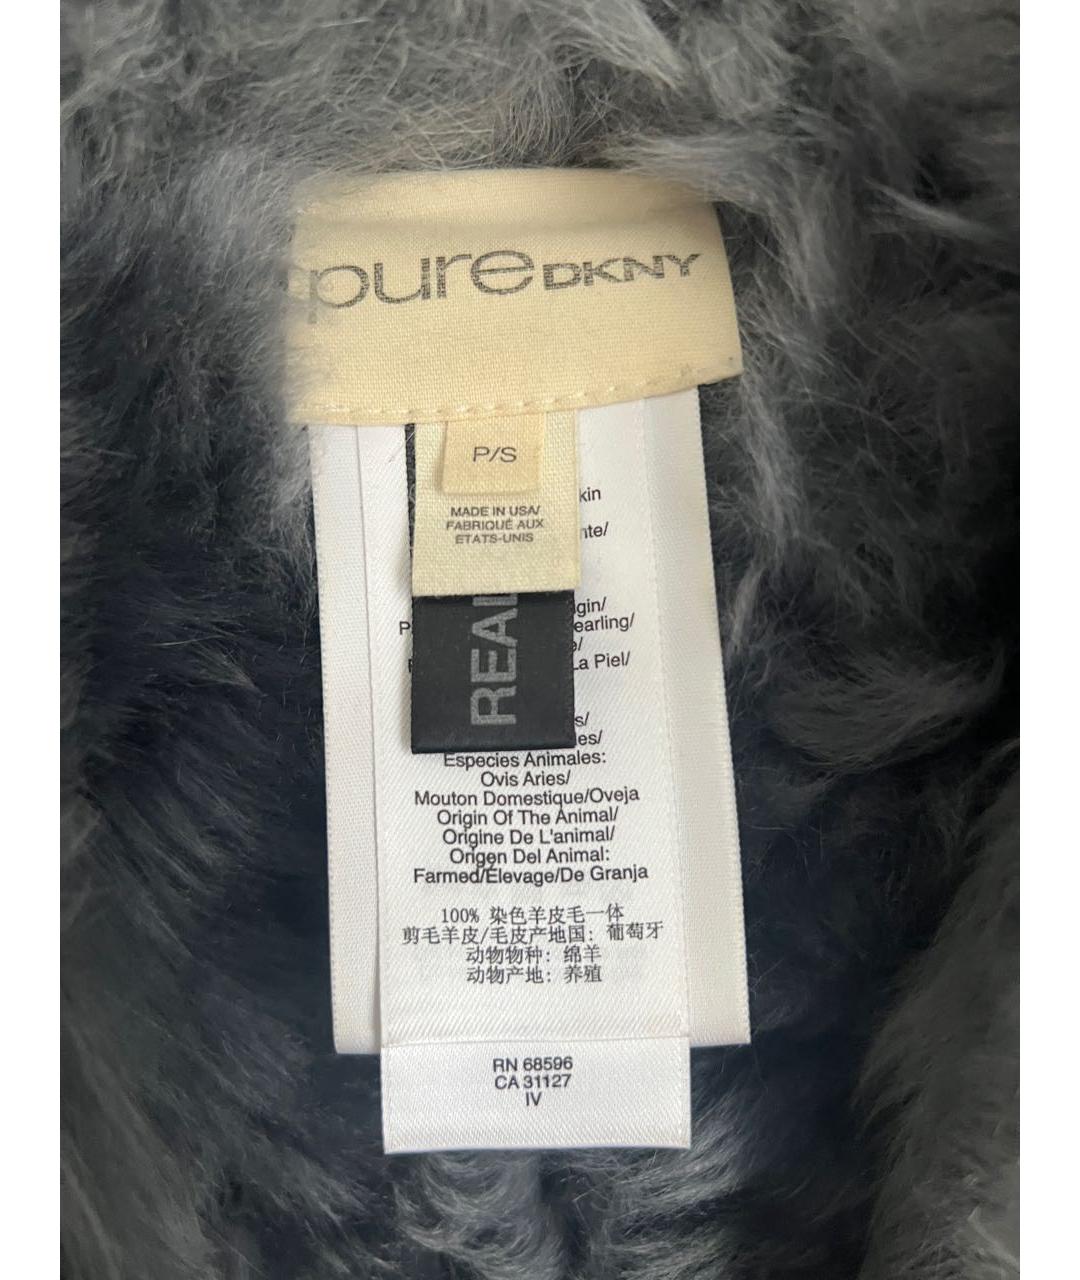 pure DKNY
P/S
MADE IN USA/
FABRIQUÉ AUX
ETATS-UNIS
REAL
La Piel/
Especies Animales:
Ovis Aries/
Mouton Domestique/Oveja
Origin Of The Animal/
Origine De L'animal/
Origen Del Animal:
Farmed/Élevage/De Granja
100% 染色羊皮毛一体
剪毛羊皮/毛皮产地国: 葡萄牙
动物物种: 绵羊
动物产地: 养殖
RN 68596
CA 31127
IV